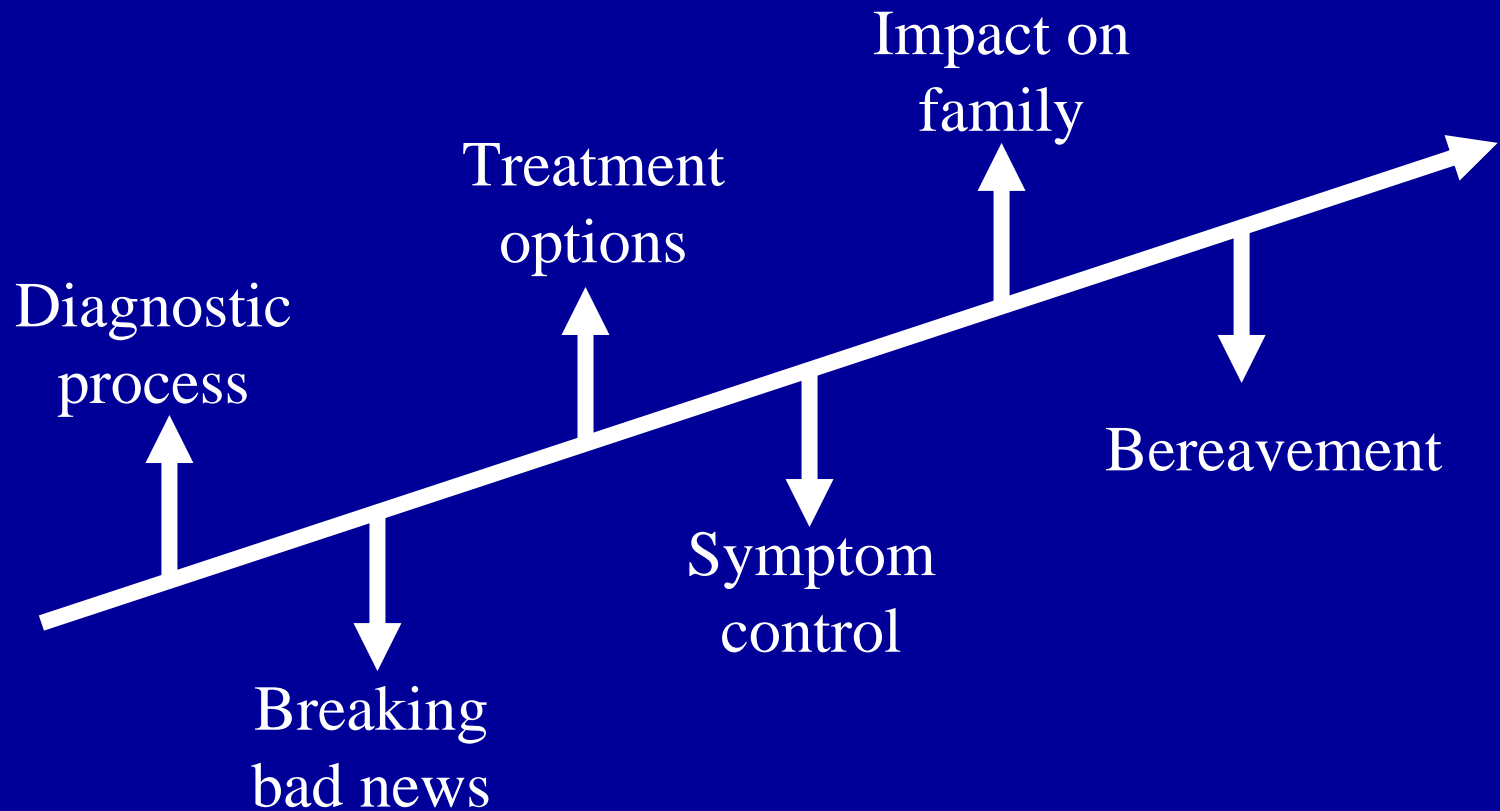 Diagnostic
process
Breaking
bad news
Treatment
options
Symptom
control
Impact on
family
Bereavement